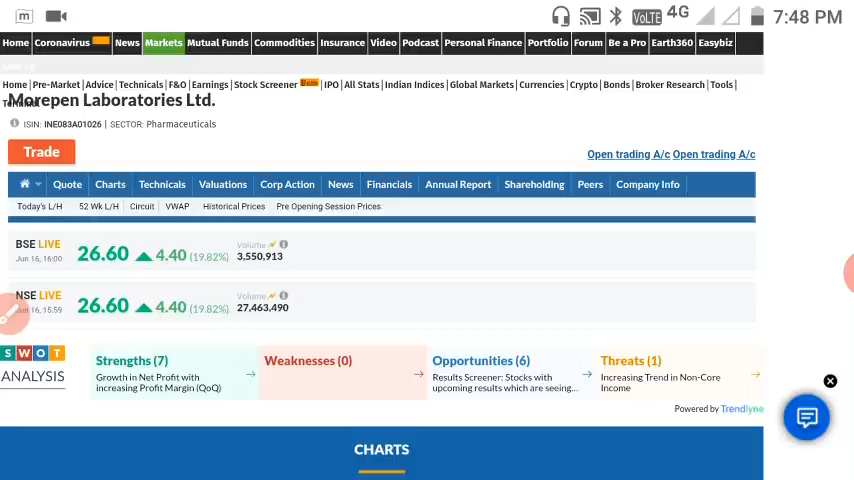 m VoLTE 4G 7:48 PM
Home Coronavirus News Markets Mutual Funds Commodities Insurance Video Podcast Personal Finance Portfolio Forum Be a Pro Earth360 Easybiz
Home | Pre-Market | Advice | Technicals | F&O | Earnings | Stock Screener | IPO | All Stats | Indian Indices | Global Markets | Currencies | Crypto | Bonds | Broker Research | Tools |
Morepen Laboratories Ltd.
ISIN: INE083A01026 | SECTOR: Pharmaceuticals
Trade
Open trading A/c Open trading A/c
Quote Charts Technicals Valuations Corp Action News Financials Annual Report Shareholding Peers Company Info
Today's L/H 52 Wk L/H Circuit VWAP Historical Prices Pre Opening Session Prices
BSE LIVE
Jun 16, 16:00
26.60 4.40 (19.82%)
Volume
3,550,913
NSE LIVE
Jun 16, 15:59
26.60 4.40 (19.82%)
Volume
27,463,490
SWOT
ANALYSIS
Strengths (7)
Growth in Net Profit with
increasing Profit Margin (QoQ)
Weaknesses (0)
Opportunities (6)
Results Screener: Stocks with
upcoming results which are seeing...
Threats (1)
Increasing Trend in Non-Core
Income
Powered by Trendlyne
CHARTS